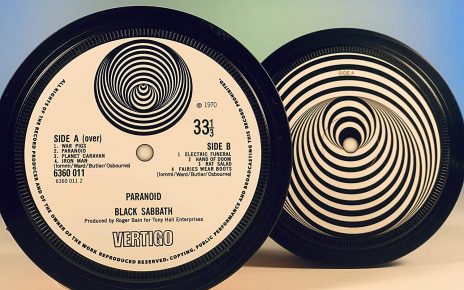 ALL RIGHTS OF THE RECORD PRODUCER AND OF THE OWNER OF THE WORK REPRODUCED RESERVED. COPYING, PUBLIC PERFORMANCE AND BROADCASTING OF THIS RECORD PROHIBITED.
℗ 1970
33⅓
SIDE A (over)
1. WAR PIGS
2. PARANOID
3. PLANET CARAVAN
4. IRON MAN
(Iommi/Ward/Butler/Osbourne)
6360 011
6360 011 2
SIDE B
1 ELECTRIC FUNERAL
2 HAND OF DOOM
3 RAT SALAD
4 FAIRIES WEAR BOOTS
(Iommi/Ward/Butler/Osbourne)
PARANOID
BLACK SABBATH
Produced by Roger Bain for Tony Hall Enterprises
VERTIGO
SIDE A